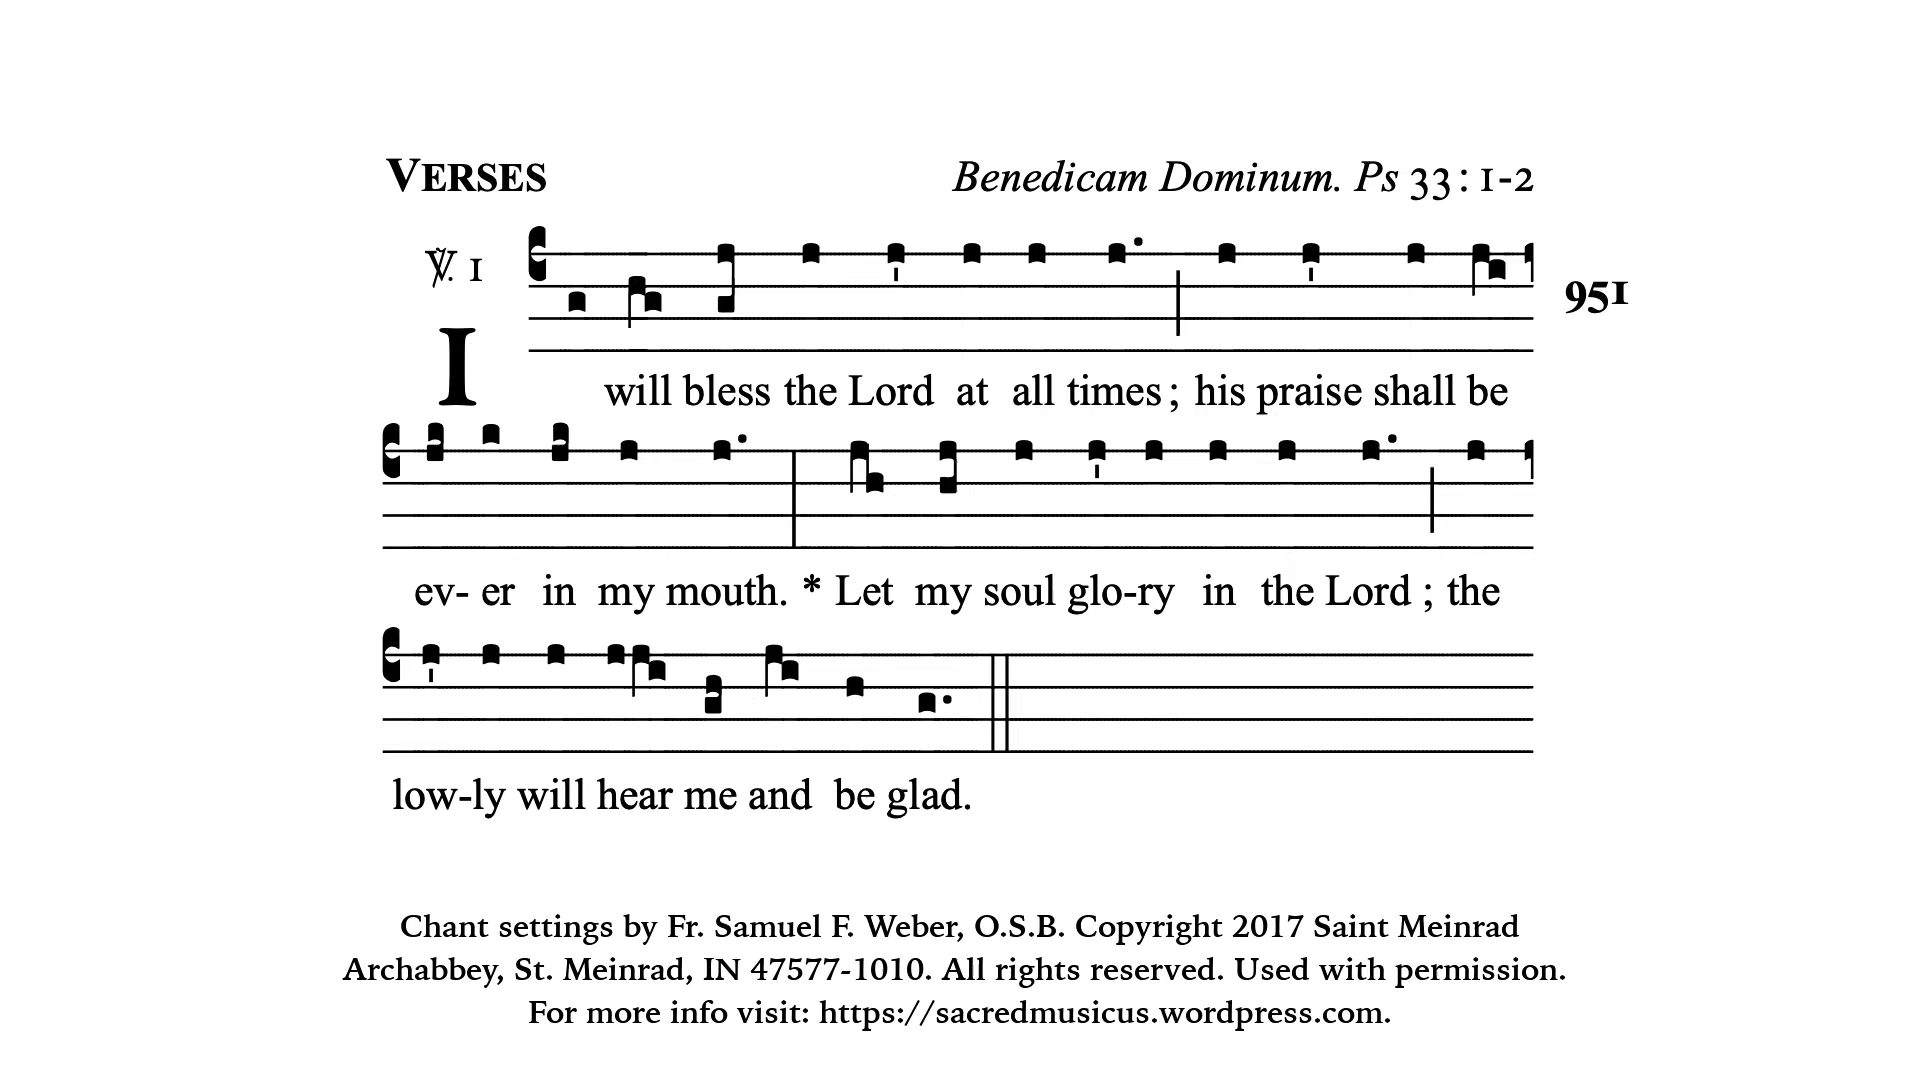 VERSES Benedicam Dominum. Ps 33: 1-2
℣. 1
951
I will bless the Lord at all times; his praise shall be
ev- er in my mouth. * Let my soul glo-ry in the Lord ; the
low-ly will hear me and be glad.
Chant settings by Fr. Samuel F. Weber, O.S.B. Copyright 2017 Saint Meinrad
Archabbey, St. Meinrad, IN 47577-1010. All rights reserved. Used with permission.
For more info visit: https://sacredmusicus.wordpress.com.